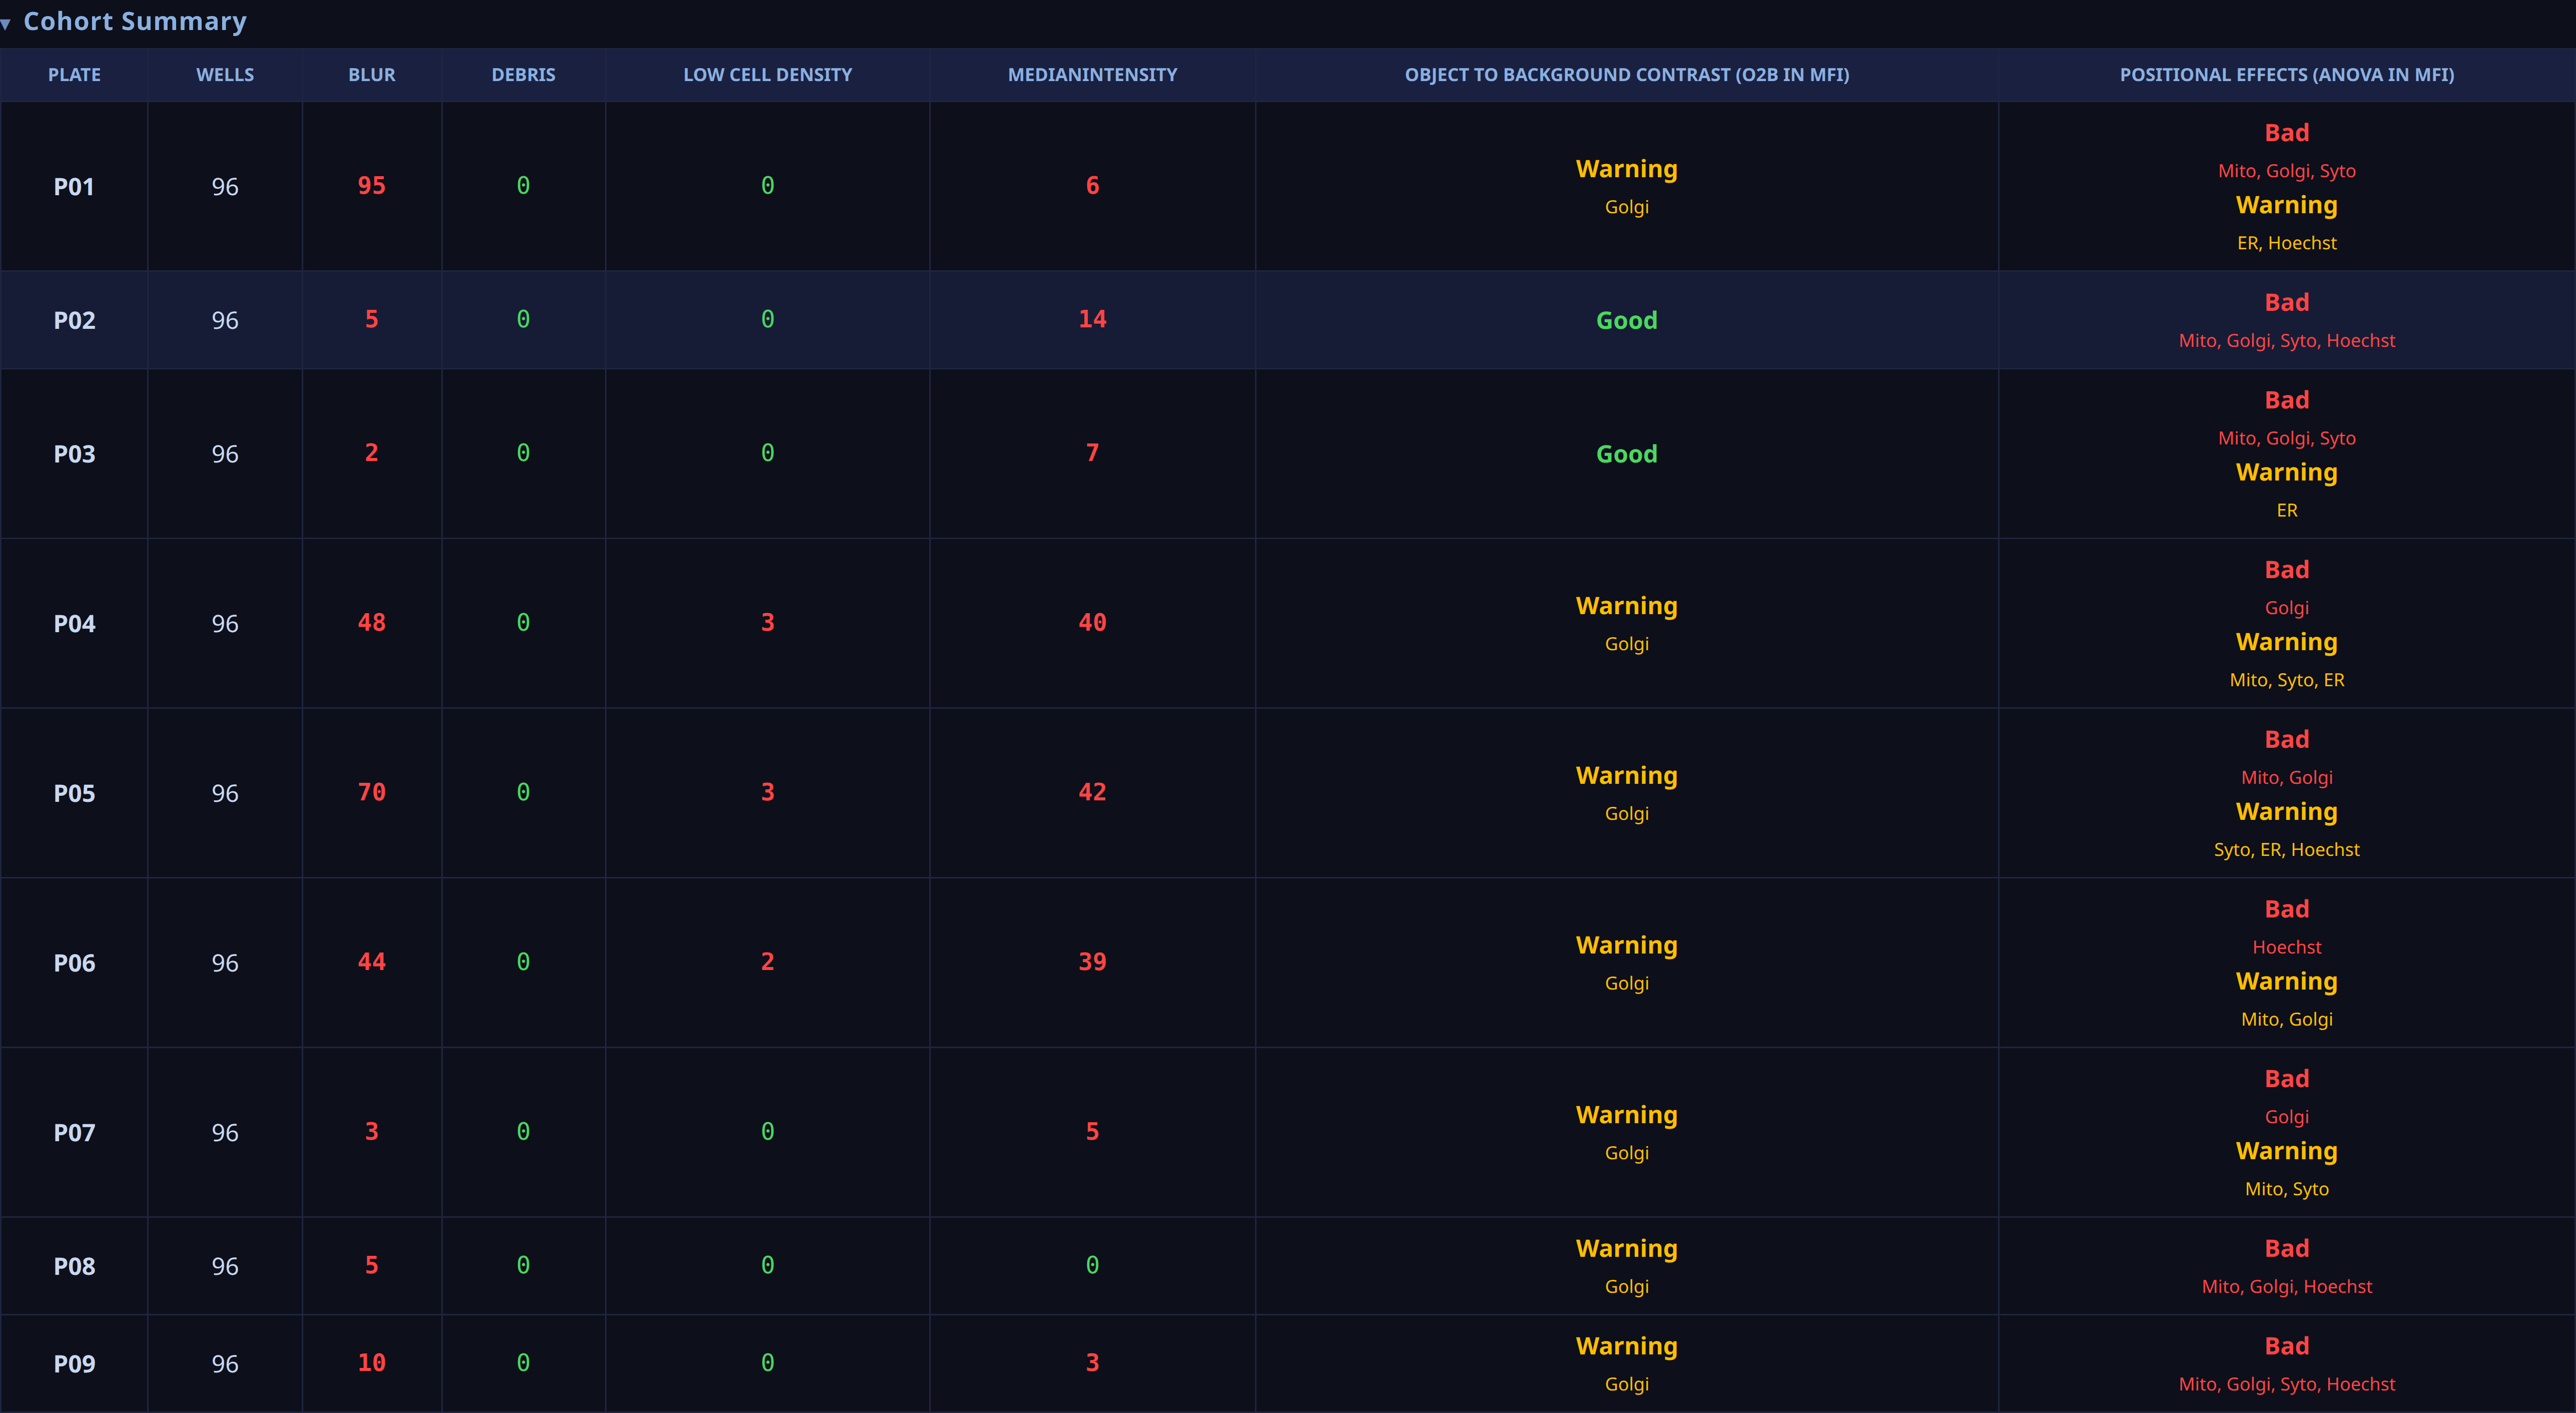 ▾ Cohort Summary
PLATE WELLS BLUR DEBRIS LOW CELL DENSITY MEDIANINTENSITY OBJECT TO BACKGROUND CONTRAST (O2B IN MFI) POSITIONAL EFFECTS (ANOVA IN MFI)
P01 96 95 0 0 6 Warning Bad
Golgi Mito, Golgi, Syto
Warning
ER, Hoechst
P02 96 5 0 0 14 Good Bad
Mito, Golgi, Syto, Hoechst
P03 96 2 0 0 7 Good Bad
Mito, Golgi, Syto
Warning
ER
P04 96 48 0 3 40 Warning Bad
Golgi Golgi
Warning
Mito, Syto, ER
P05 96 70 0 3 42 Warning Bad
Golgi Mito, Golgi
Warning
Syto, ER, Hoechst
P06 96 44 0 2 39 Warning Bad
Golgi Hoechst
Warning
Mito, Golgi
P07 96 3 0 0 5 Warning Bad
Golgi Golgi
Warning
Mito, Syto
P08 96 5 0 0 0 Warning Bad
Golgi Mito, Golgi, Hoechst
P09 96 10 0 0 3 Warning Bad
Golgi Mito, Golgi, Syto, Hoechst